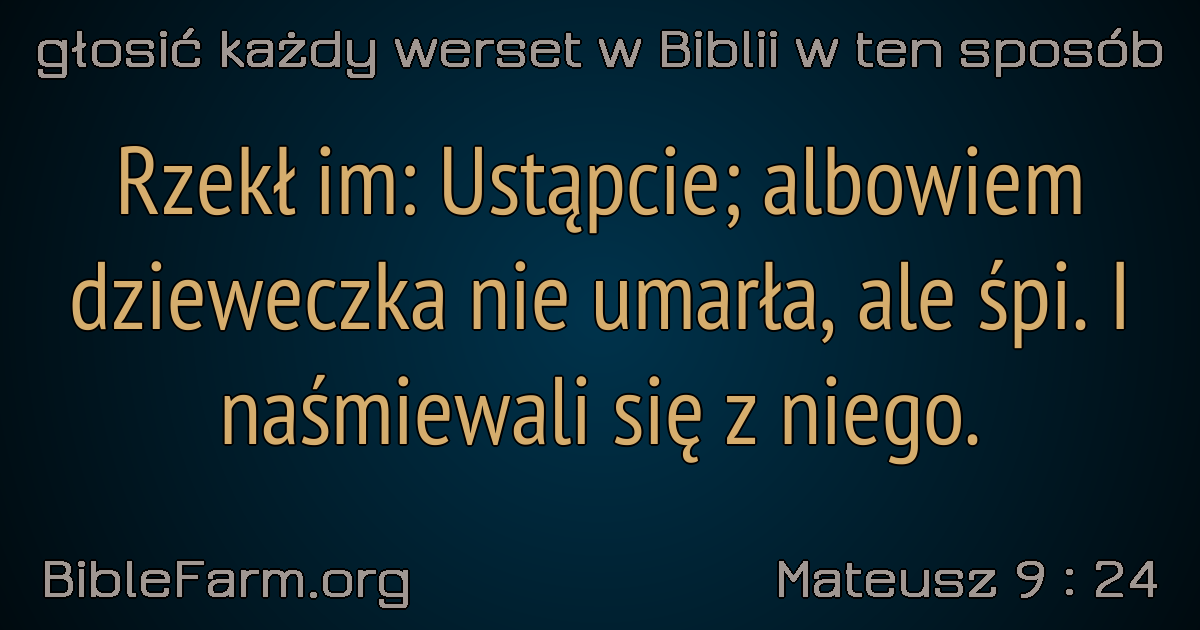 głosić każdy werset w Biblii w ten sposób
Rzekł im: Ustąpcie; albowiem
dzieweczka nie umarła, ale śpi. I
naśmiewali się z niego.
BibleFarm.org
Mateusz 9 : 24